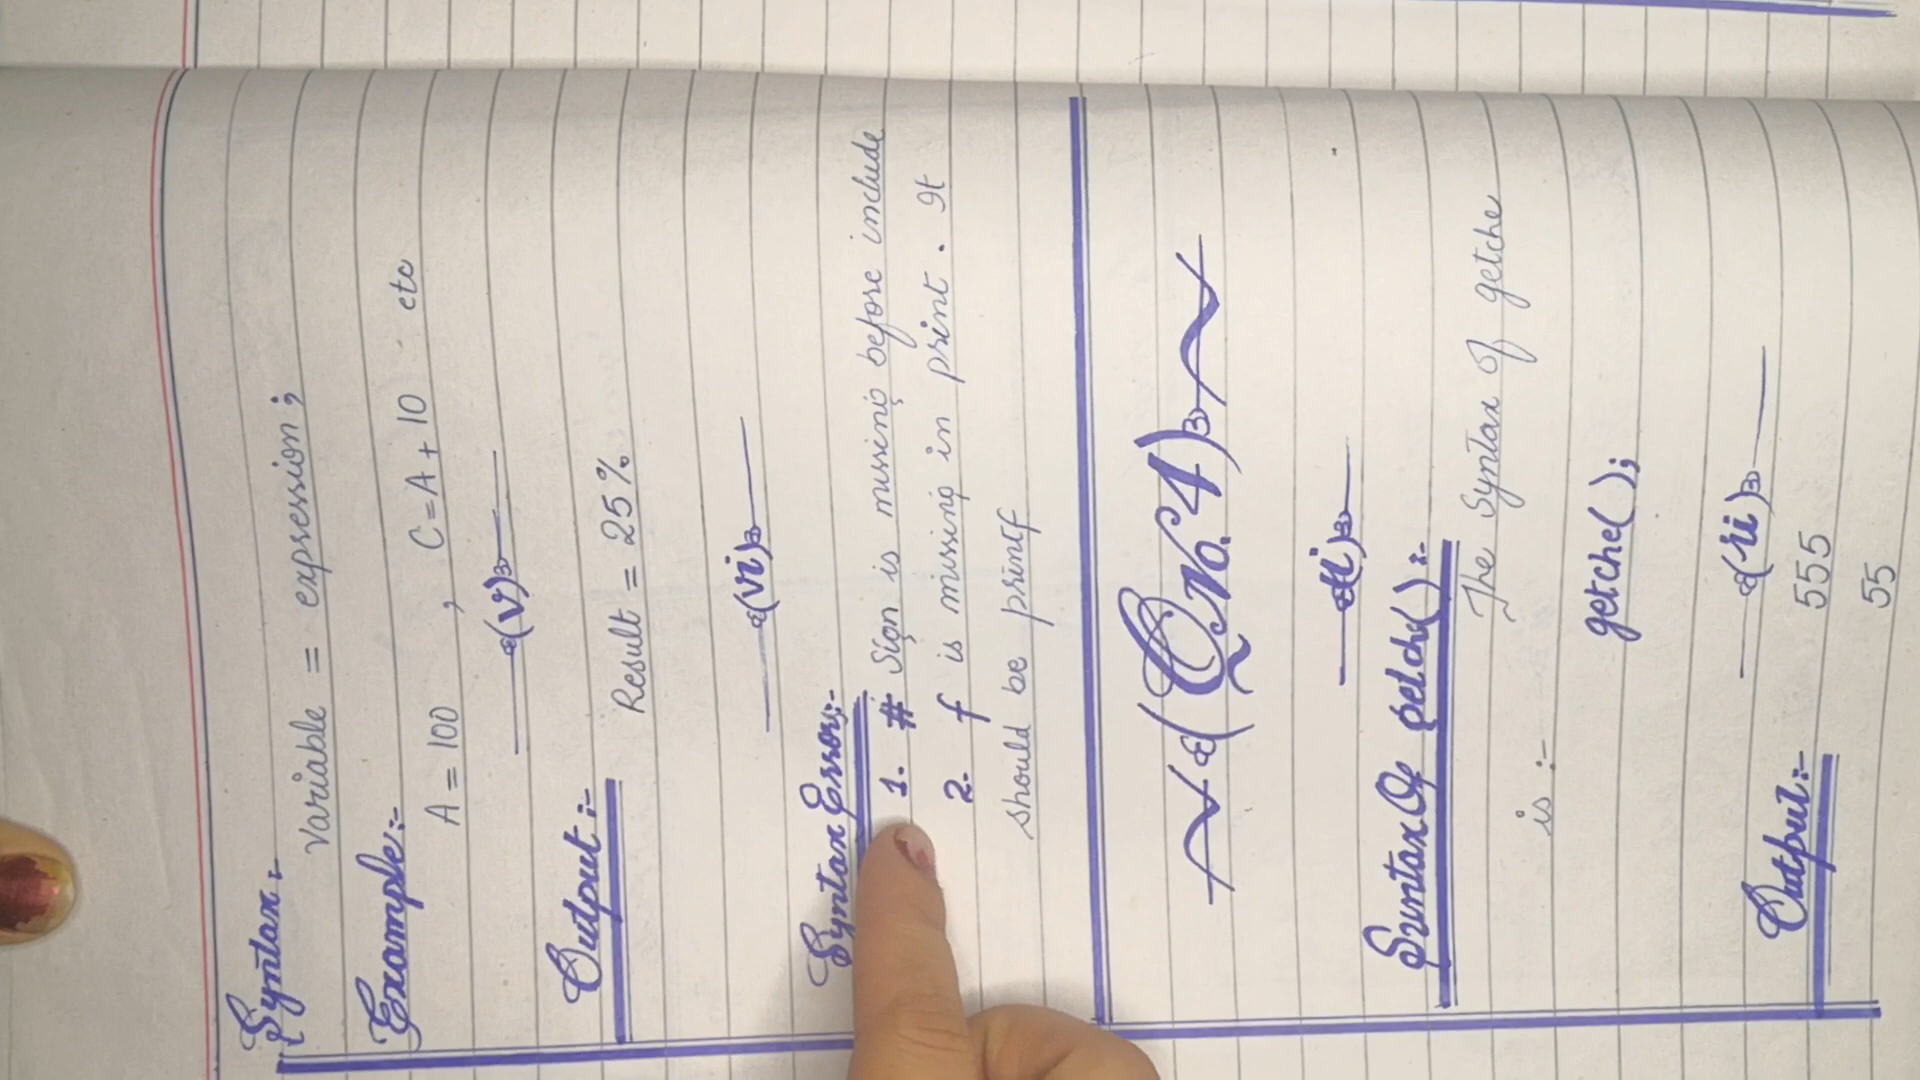 Syntax:-
Variable = expression;
Example:-
A = 100 , C = A + 10 etc
(v)
Output:-
Result = 25%
(vi)
Syntax Errors:-
1. # Sign is missing before include
2. f is missing in print. It
should be printf
(Q No. 4)
(i)
Syntax Of getche():-
The Syntax of getche
is :-
getche();
(ii)
Output:-
555
55